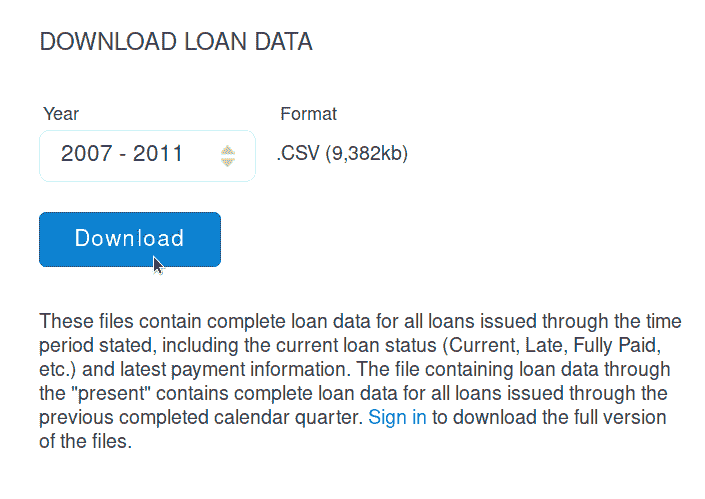 DOWNLOAD LOAN DATA
Year Format
2007 - 2011 .CSV (9,382kb)
Download
These files contain complete loan data for all loans issued through the time
period stated, including the current loan status (Current, Late, Fully Paid,
etc.) and latest payment information. The file containing loan data through
the "present" contains complete loan data for all loans issued through the
previous completed calendar quarter. Sign in to download the full version
of the files.